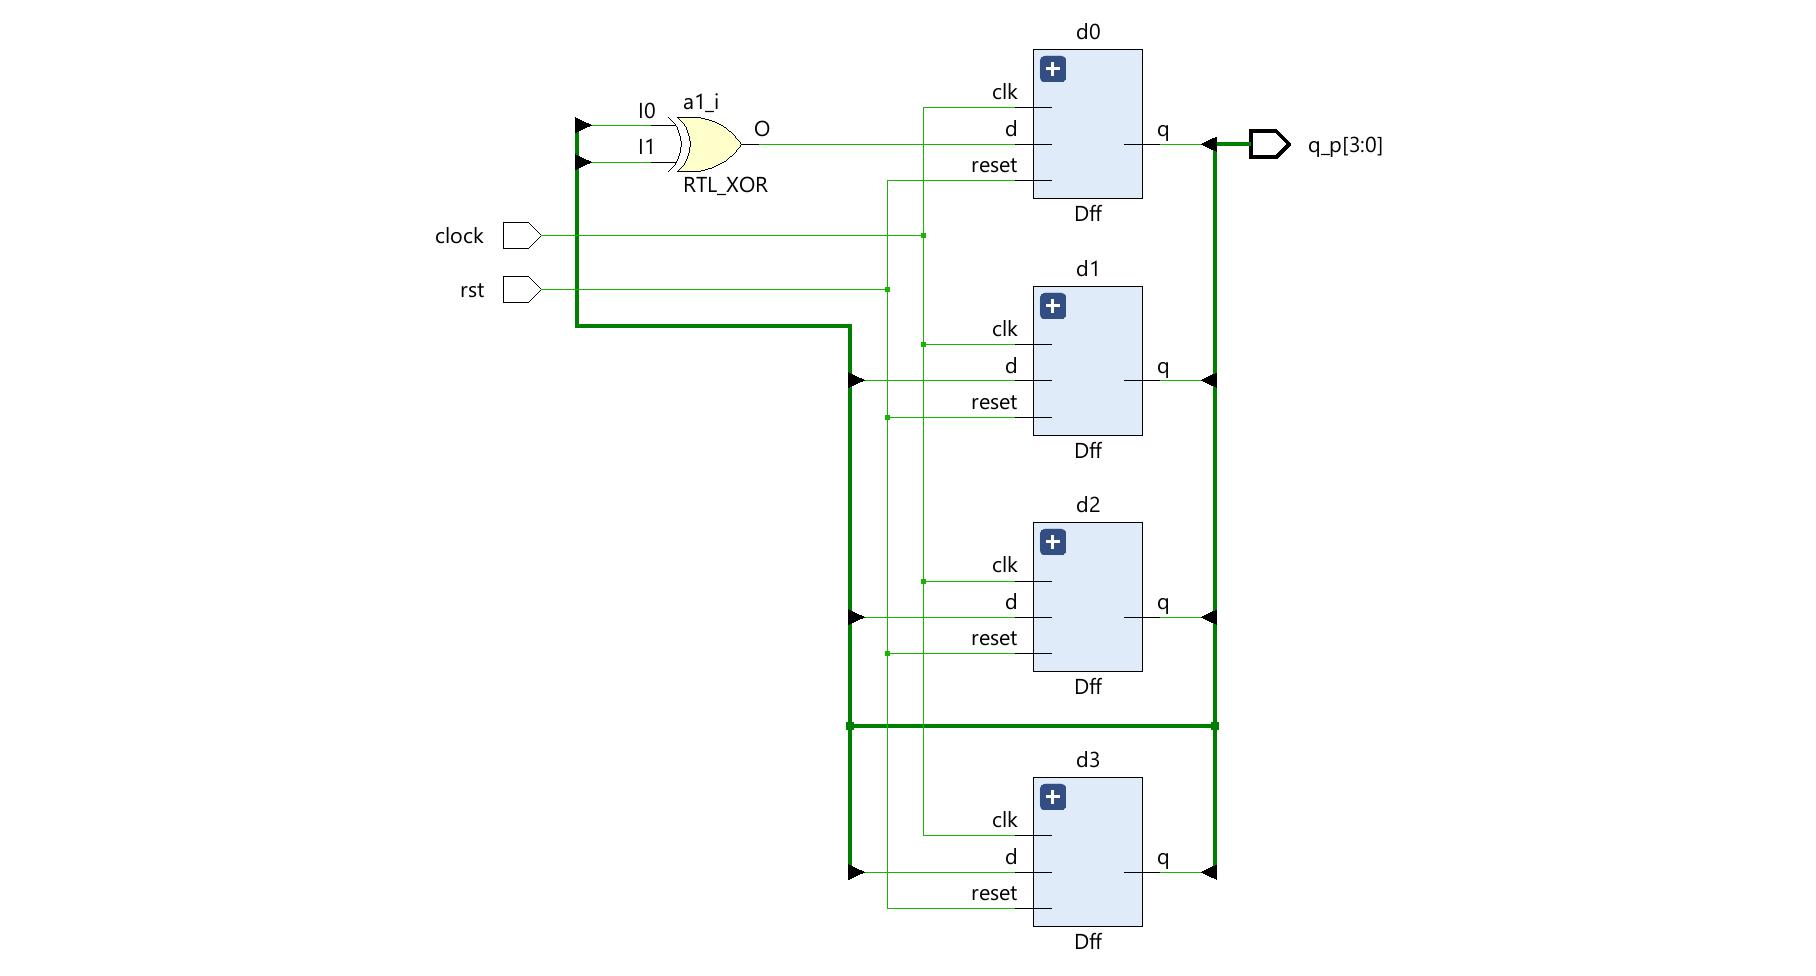 d0
clk
d
reset
q
Dff
I0
I1
a1_i
O
RTL_XOR
q_p[3:0]
clock
rst
d1
clk
d
reset
q
Dff
d2
clk
d
reset
q
Dff
d3
clk
d
reset
q
Dff